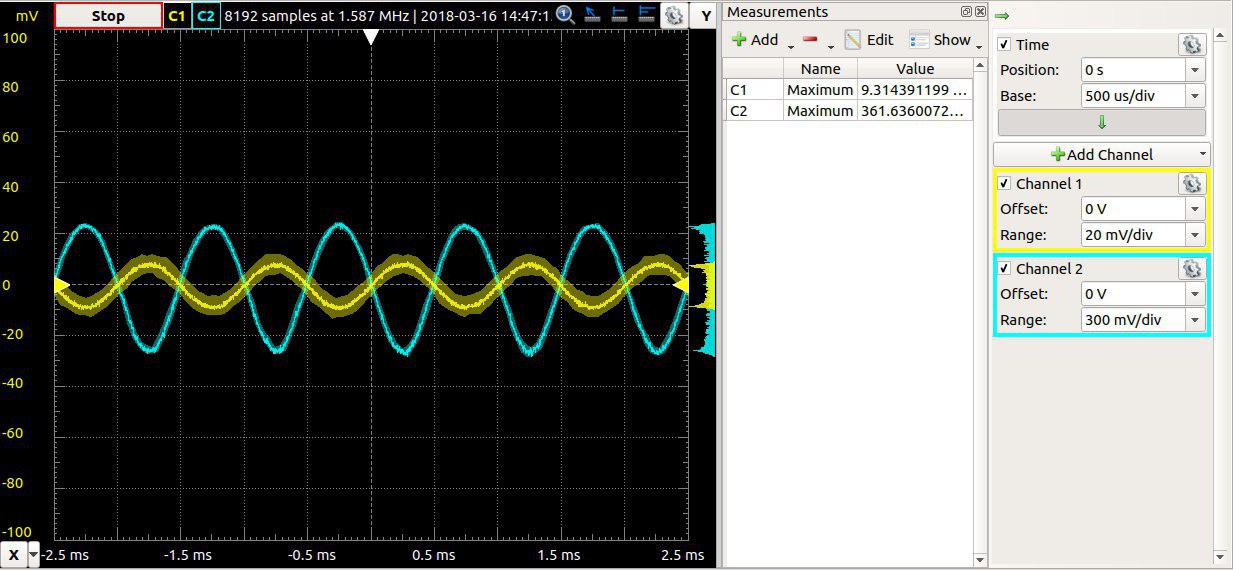 mV
Stop
C1
C2
8192 samples at 1.587 MHz | 2018-03-16 14:47:1
Y
100
80
60
40
20
0
-20
-40
-60
-80
-100
X
-2.5 ms
-1.5 ms
-0.5 ms
0.5 ms
1.5 ms
2.5 ms
Measurements
Add
Edit
Show
Name Value
C1 Maximum 9.314391199 ...
C2 Maximum 361.6360072...
Time
Position: 0 s
Base: 500 us/div
Add Channel
Channel 1
Offset: 0 V
Range: 20 mV/div
Channel 2
Offset: 0 V
Range: 300 mV/div